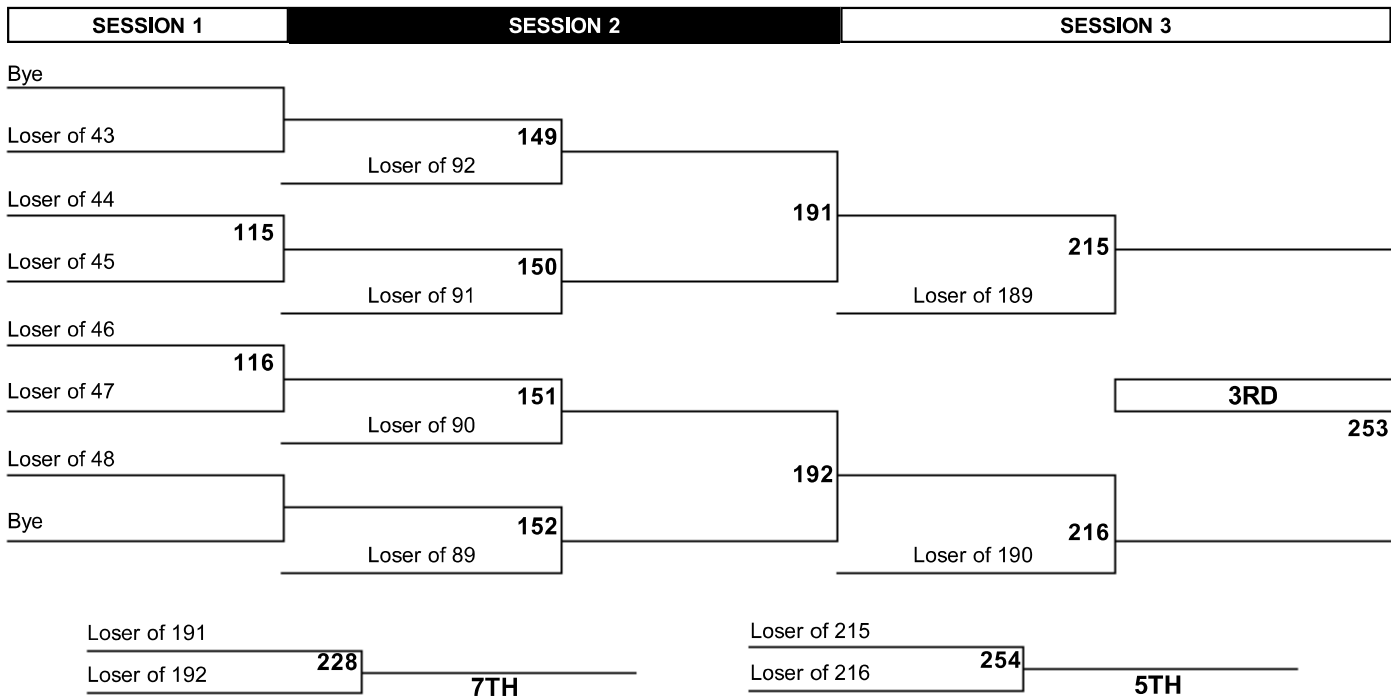 SESSION 1 SESSION 2 SESSION 3
Bye
Loser of 43
149
Loser of 92
Loser of 44
191
115
Loser of 45
215
150
Loser of 91
Loser of 189
Loser of 46
116
Loser of 47
151
3RD
Loser of 90
253
Loser of 48
192
Bye
152
216
Loser of 89
Loser of 190
Loser of 191
228
Loser of 192
7TH
Loser of 215
254
Loser of 216
5TH